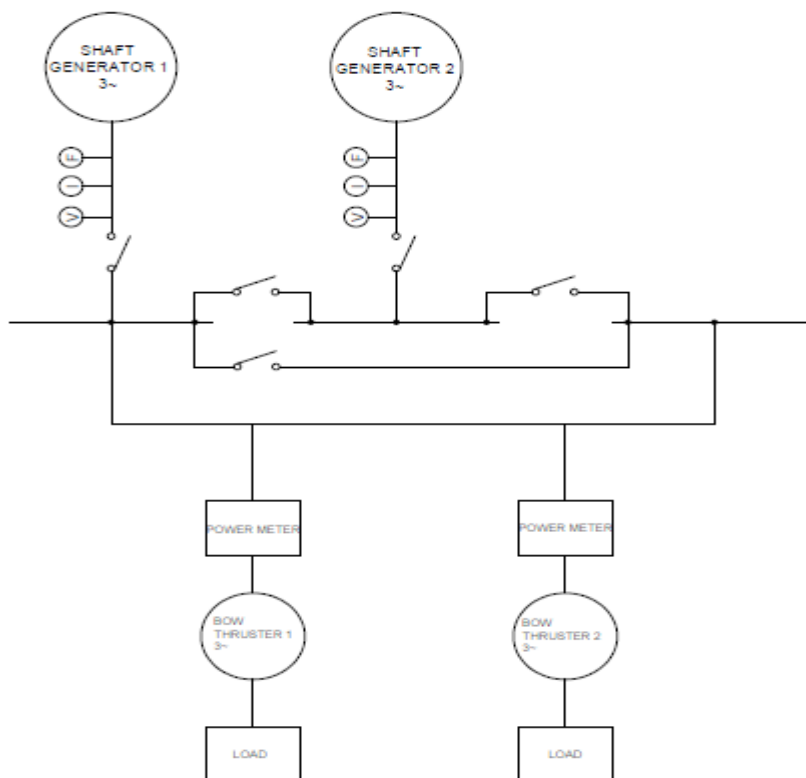 SHAFT
GENERATOR 1
3~
SHAFT
GENERATOR 2
3~
F
I
V
F
I
V
POWER METER
POWER METER
BOW
THRUSTER 1
3~
BOW
THRUSTER 2
3~
LOAD
LOAD